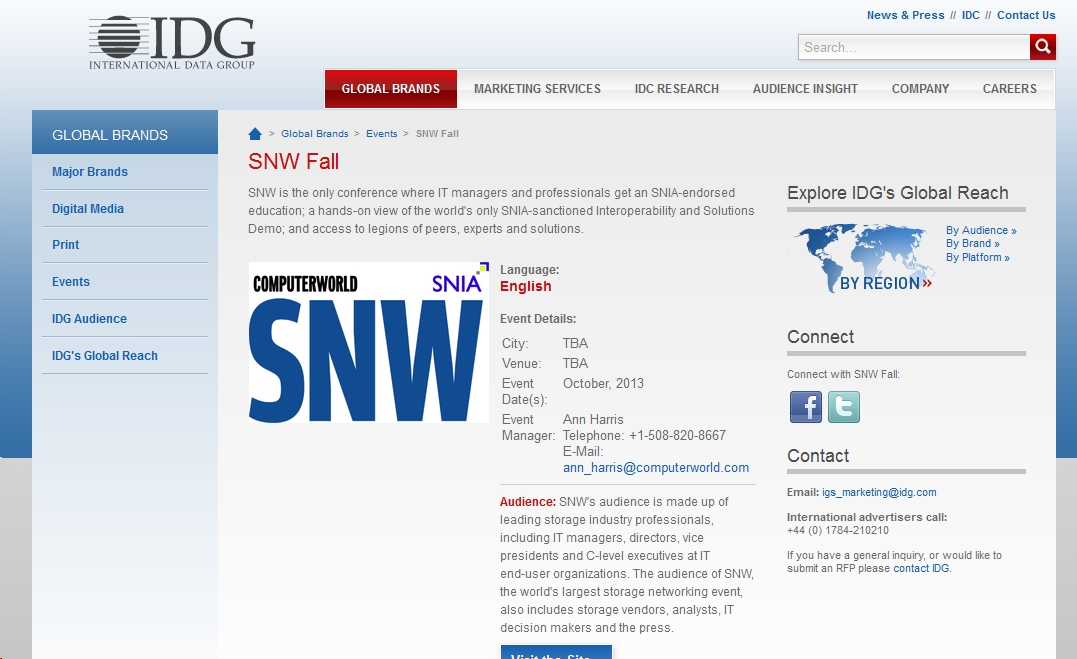 News & Press // IDC // Contact Us
IDG
INTERNATIONAL DATA GROUP
Search...
GLOBAL BRANDS MARKETING SERVICES IDC RESEARCH AUDIENCE INSIGHT COMPANY CAREERS
GLOBAL BRANDS
Major Brands
Digital Media
Print
Events
IDG Audience
IDG's Global Reach
> Global Brands > Events > SNW Fall
SNW Fall
SNW is the only conference where IT managers and professionals get an SNIA-endorsed
education; a hands-on view of the world's only SNIA-sanctioned Interoperability and Solutions
Demo; and access to legions of peers, experts and solutions.
COMPUTERWORLD SNIA
SNW
Language:
English
Event Details:
City: TBA
Venue: TBA
Event Date(s): October, 2013
Event Manager: Ann Harris
Telephone: +1-508-820-8667
E-Mail:
ann_harris@computerworld.com
Audience: SNW's audience is made up of
leading storage industry professionals,
including IT managers, directors, vice
presidents and C-level executives at IT
end-user organizations. The audience of SNW,
the world's largest storage networking event,
also includes storage vendors, analysts, IT
decision makers and the press.
Visit the Site
Explore IDG's Global Reach
By Audience »
By Brand »
By Platform »
BY REGION »
Connect
Connect with SNW Fall:
f t
Contact
Email: igs_marketing@idg.com
International advertisers call:
+44 (0) 1784-210210
If you have a general inquiry, or would like to
submit an RFP please contact IDG.